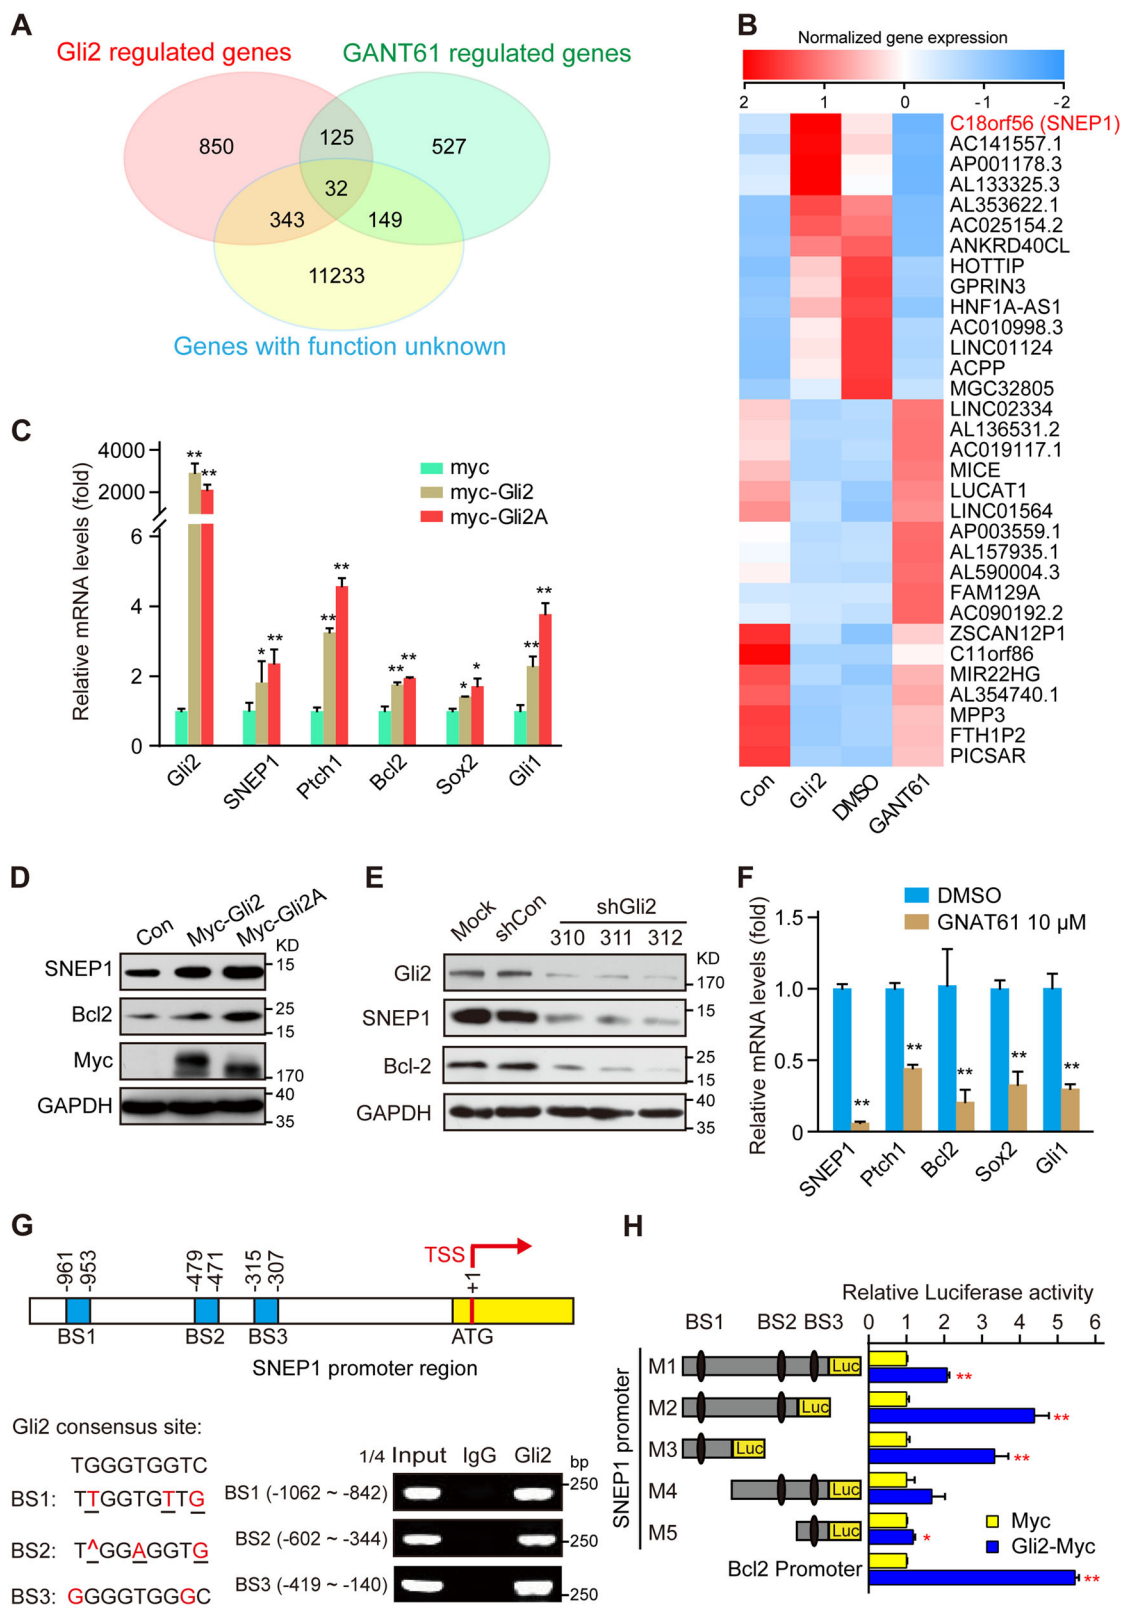 A
Gli2 regulated genes
GANT61 regulated genes
850
125
527
32
343
149
11233
Genes with function unknown
B
Normalized gene expression
2 1 0 -1 -2
C18orf56 (SNEP1)
AC141557.1
AP001178.3
AL133325.3
AL353622.1
AC025154.2
ANKRD40CL
HOTTIP
GPRIN3
HNF1A-AS1
AC010998.3
LINC01124
ACPP
MGC32805
LINC02334
AL136531.2
AC019117.1
MICE
LUCAT1
LINC01564
AP003559.1
AL157935.1
AL590004.3
FAM129A
AC090192.2
ZSCAN12P1
C11orf86
MIR22HG
AL354740.1
MPP3
FTH1P2
PICSAR
Con Gli2 DMSO GANT61
C
Relative mRNA levels (fold)
4000
2000
6
4
2
0
** **
* **
** **
** **
* *
** **
myc
myc-Gli2
myc-Gli2A
Gli2 SNEP1 Ptch1 Bcl2 Sox2 Gli1
D
Con Myc-Gli2 Myc-Gli2A
KD
SNEP1 15
Bcl2 25
15
Myc 170
GAPDH 40
35
E
Mock shCon shGli2
310 311 312
KD
Gli2 170
SNEP1 15
Bcl-2 25
15
GAPDH 40
35
F
DMSO
GNAT61 10 µM
Relative mRNA levels (fold)
1.5
1.0
0.5
0
** ** ** ** **
SNEP1 Ptch1 Bcl2 Sox2 Gli1
G
-961 -953 -479 -471 -315 -307 TSS +1
BS1 BS2 BS3 ATG
SNEP1 promoter region
Gli2 consensus site:
TGGGTGGTC
BS1: TTGGTGTTG
BS2: T^GGAGGTG
BS3: GGGGTGGGC
1/4 Input IgG Gli2 bp
BS1 (-1062 ~ -842) 250
BS2 (-602 ~ -344) 250
BS3 (-419 ~ -140) 250
H
Relative Luciferase activity
BS1 BS2 BS3 0 1 2 3 4 5 6
SNEP1 promoter
M1 Luc **
M2 Luc **
M3 Luc **
M4 Luc
M5 Luc *
Bcl2 Promoter **
Myc
Gli2-Myc